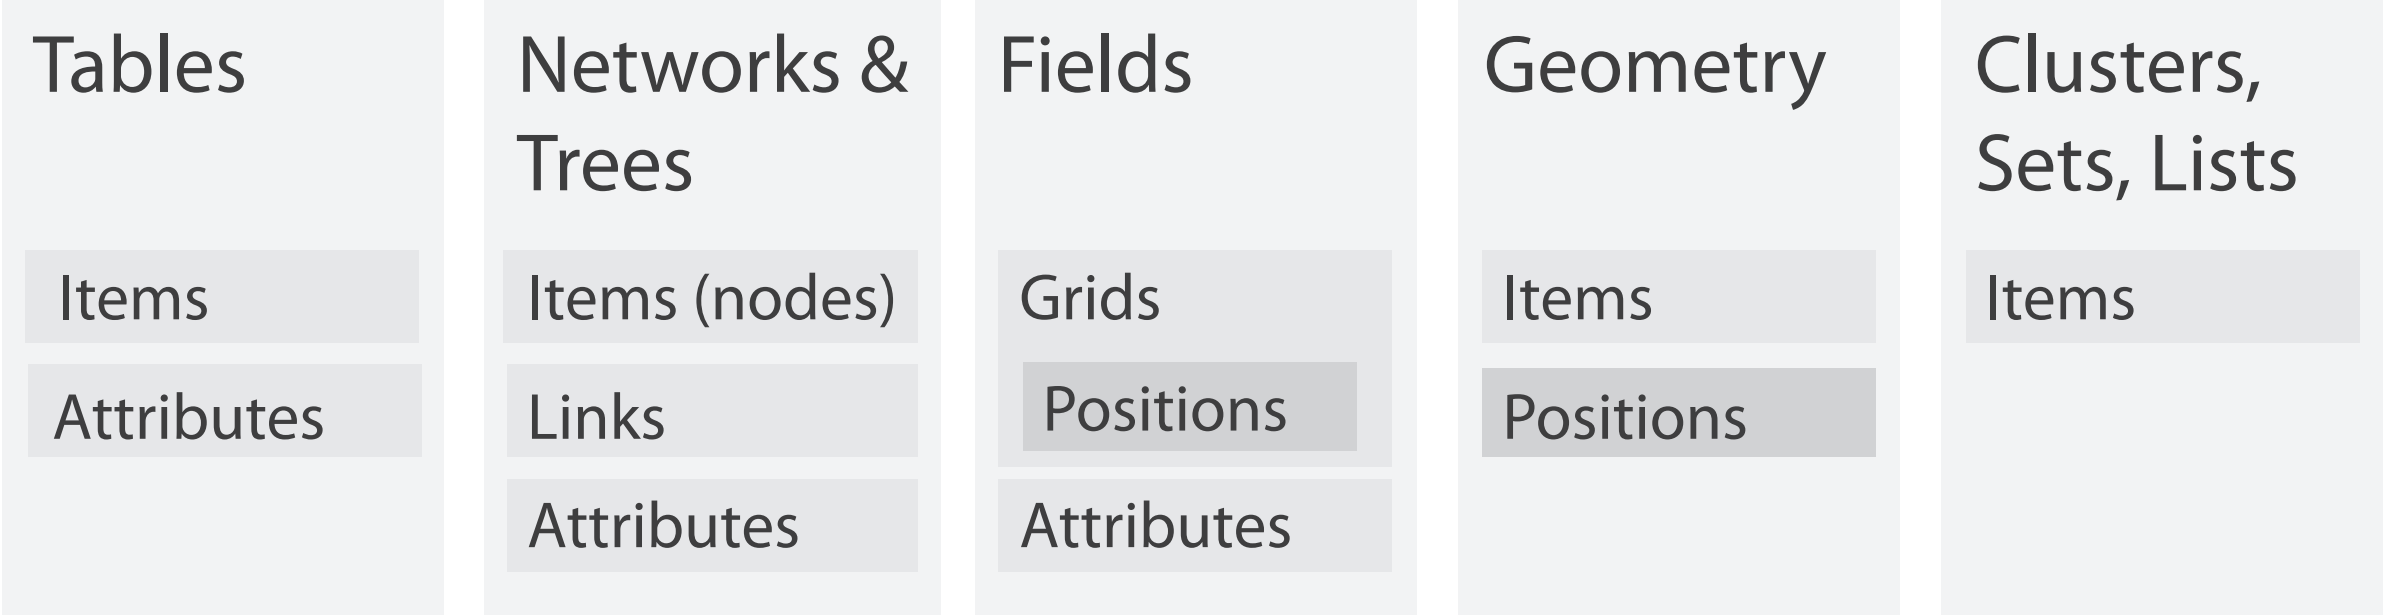 Tables
Items
Attributes
Networks &
Trees
Items (nodes)
Links
Attributes
Fields
Grids
Positions
Attributes
Geometry
Items
Positions
Clusters,
Sets, Lists
Items